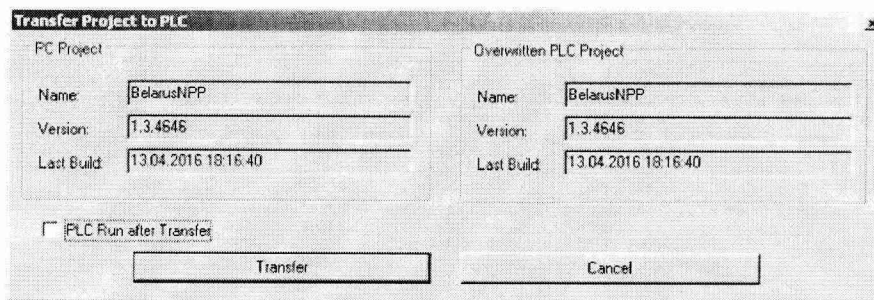 Transfer Project to PLC
PC Project
Name:
BelarusNPP
Version:
1.3.4646
Last Build:
13.04.2016 18:16:40
Overwritten PLC Project
Name:
BelarusNPP
Version:
1.3.4646
Last Build:
13.04.2016 18:16:40
PLC Run after Transfer
Transfer
Cancel